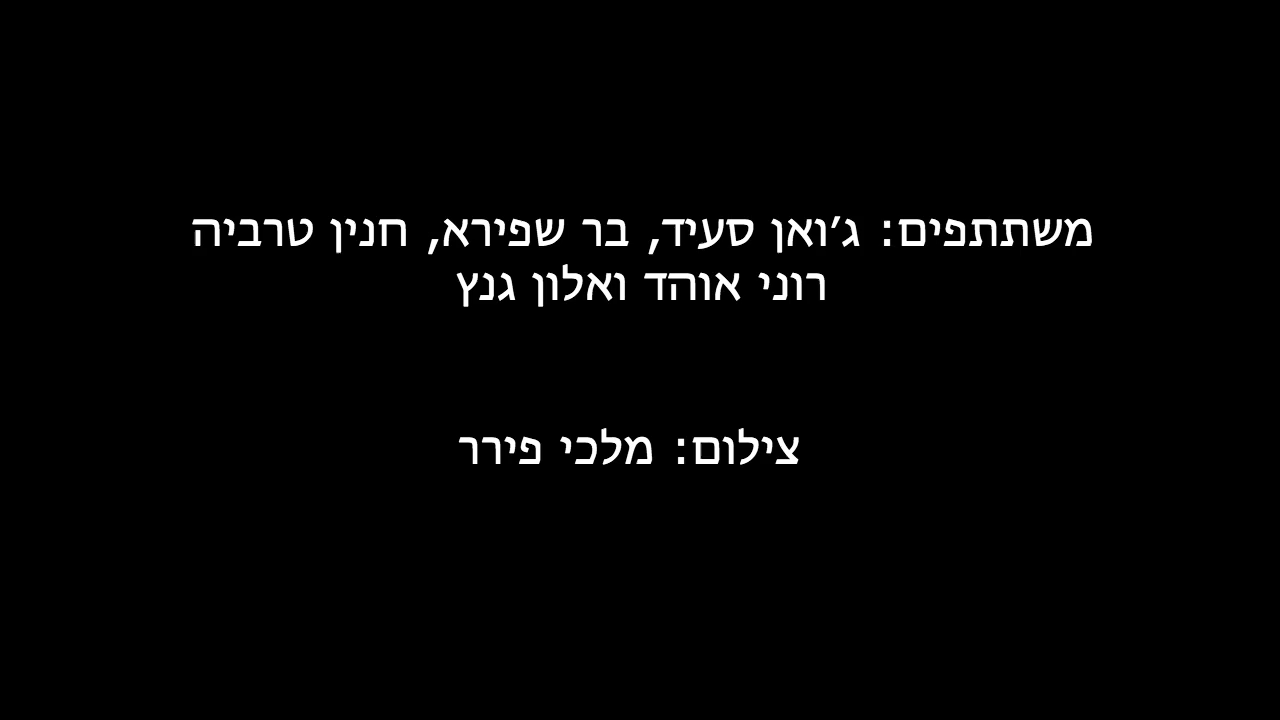 משתתפים: ג'ואן סעיד, בר שפירא, חנין טרביה
רוני אוהד ואלון גנץ
צילום: מלכי פירר